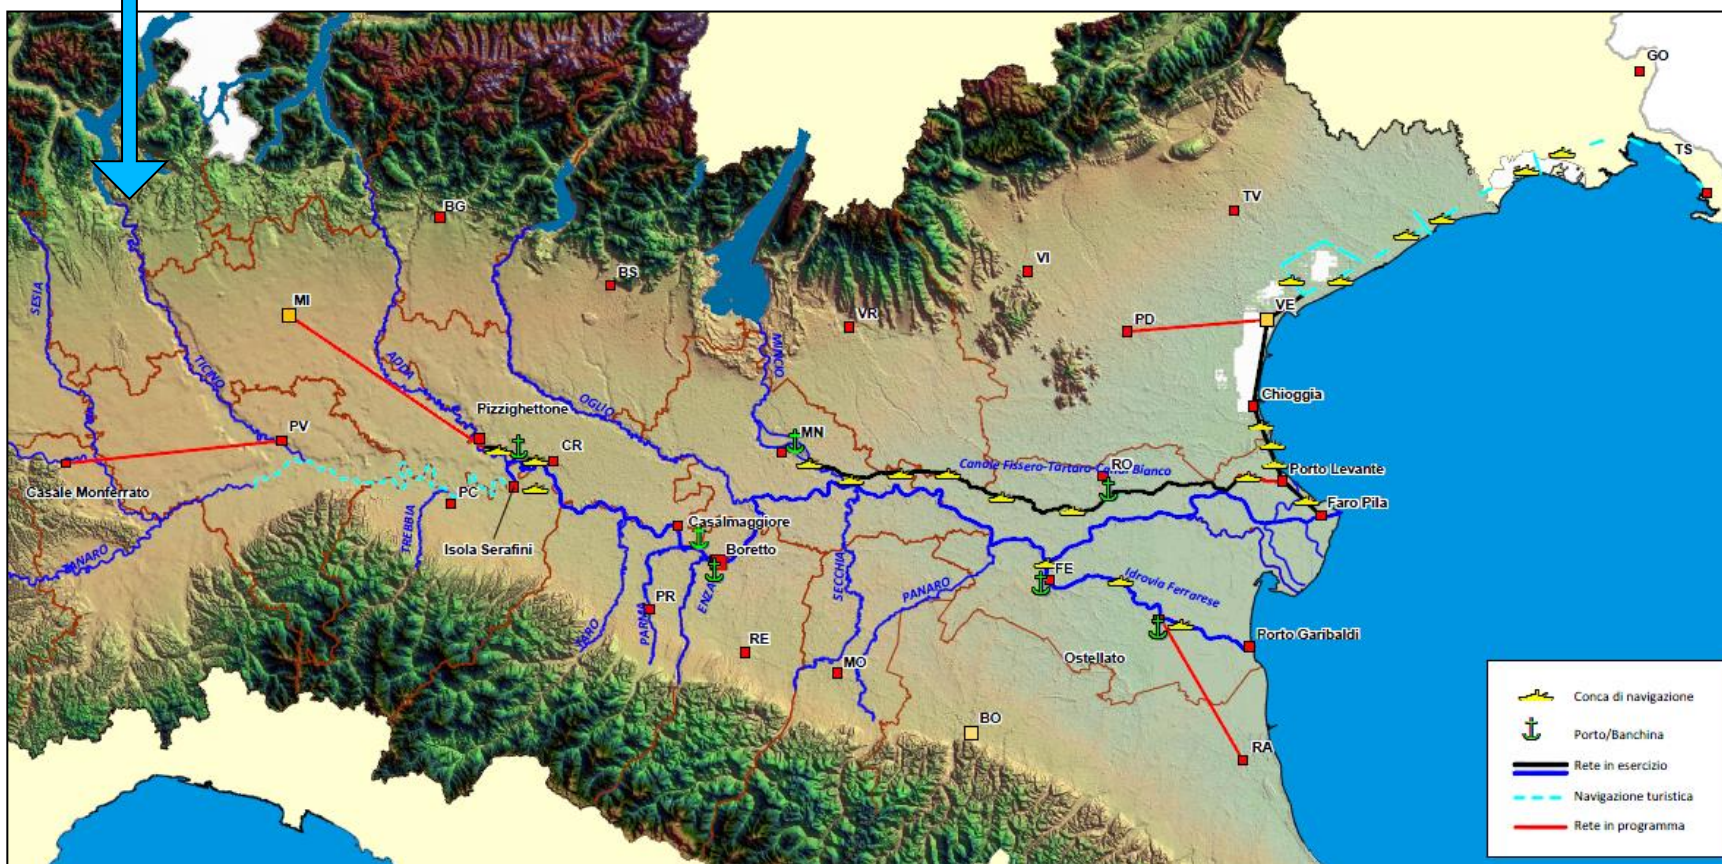 GO
TS
TV
BG
VI
BS
SESIA
MI
VE
VR
PD
MINCIO
TICINO
ADDA
Chioggia
OGLIO
Pizzighettone
PV
MN
CR
Canale Fissero-Tartaro-Canal Bianco
RO
Porto Levante
Casale Monferrato
PC
Faro Pila
Casalmaggiore
TREBBIA
Isola Serafini
Boretto
TANARO
SECCHIA
FE
Idrovia Ferrarese
ENZA
PANARO
PR
PARMA
TARO
RE
Porto Garibaldi
Ostellato
MO
BO
RA
Conca di navigazione
Porto/Banchina
Rete in esercizio
Navigazione turistica
Rete in programma